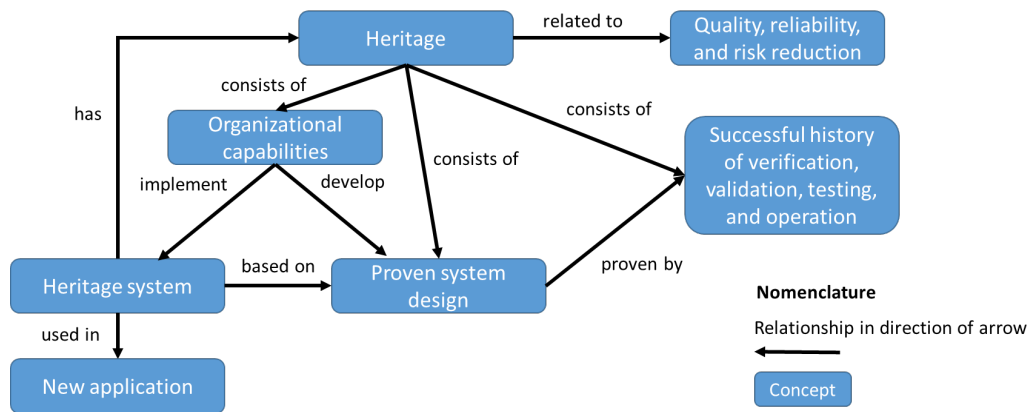 Heritage
related to
Quality, reliability,
and risk reduction
consists of
has
consists of
Organizational
capabilities
consists of
Successful history
of verification,
validation, testing,
and operation
implement
develop
Heritage system
based on
Proven system
design
proven by
used in
New application
Nomenclature
Relationship in direction of arrow
Concept